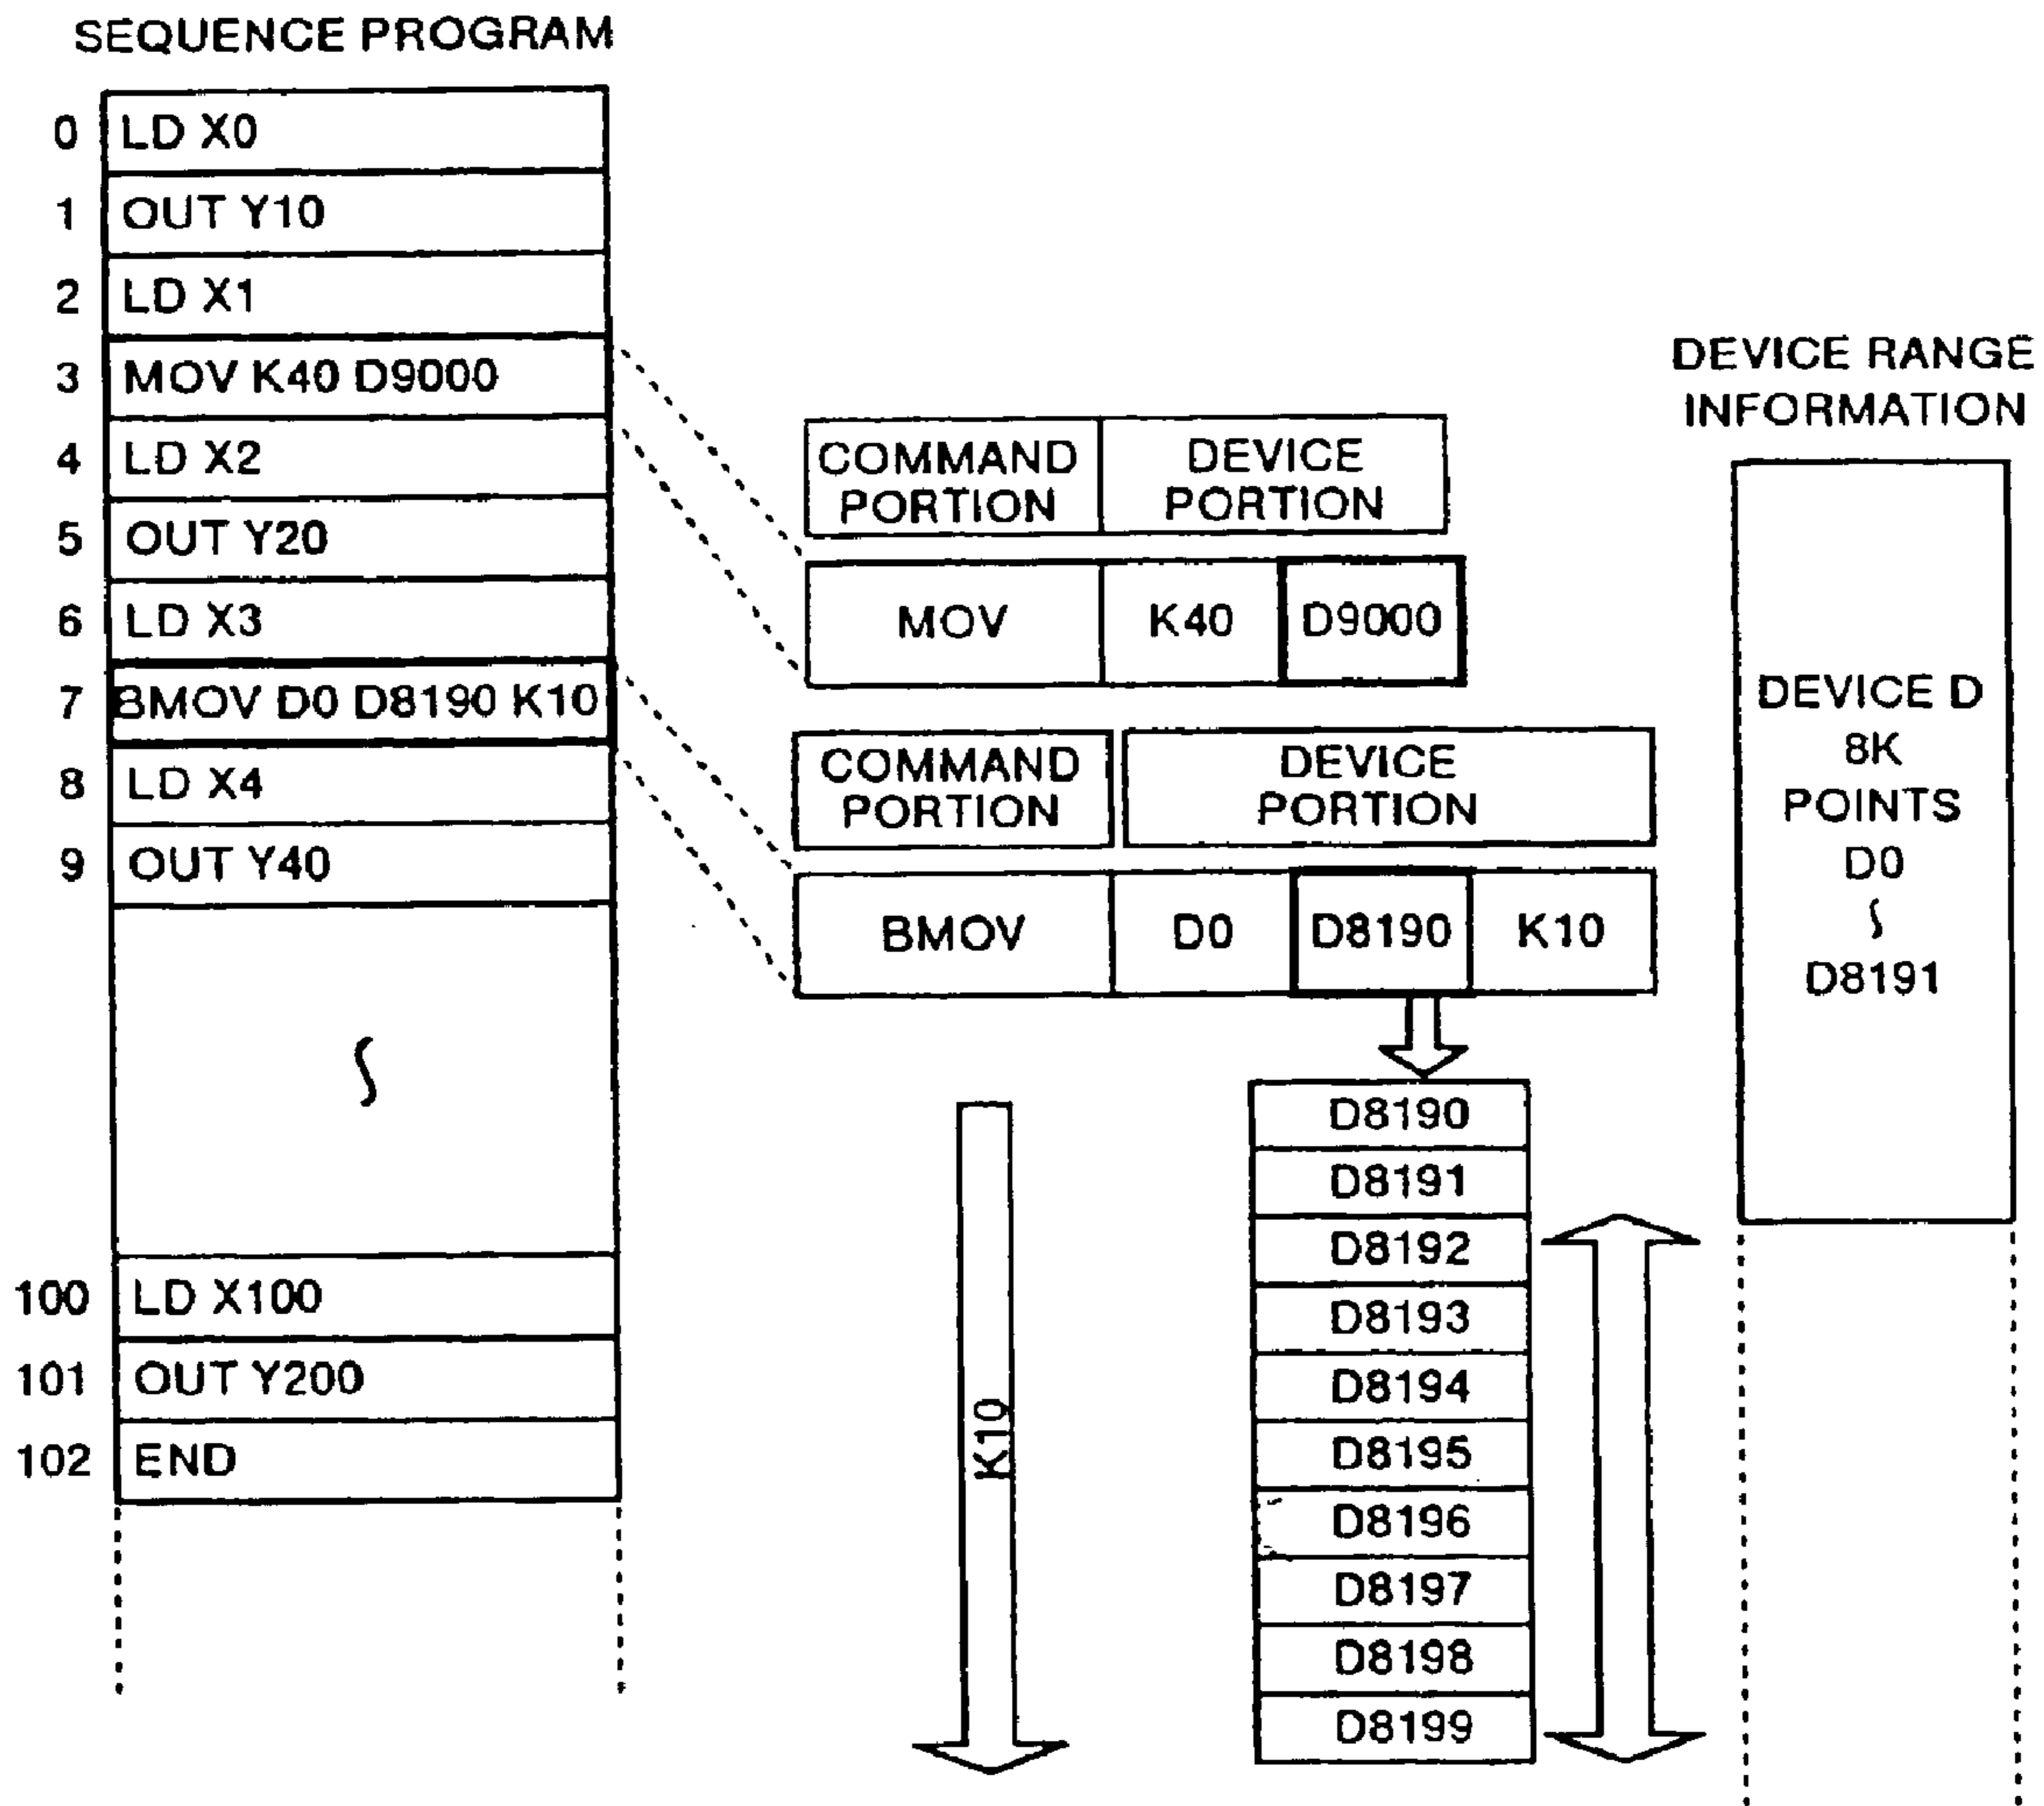 SEQUENCE PROGRAM
0 LD X0
1 OUT Y10
2 LD X1
3 MOV K40 D9000
4 LD X2
5 OUT Y20
6 LD X3
7 BMOV D0 D8190 K10
8 LD X4
9 OUT Y40
100 LD X100
101 OUT Y200
102 END
COMMAND
PORTION
DEVICE
PORTION
MOV K40 D9000
COMMAND
PORTION
DEVICE
PORTION
BMOV D0 D8190 K10
K10
D8190
D8191
D8192
D8193
D8194
D8195
D8196
D8197
D8198
D8199
DEVICE RANGE
INFORMATION
DEVICE D
8K
POINTS
D0
D8191